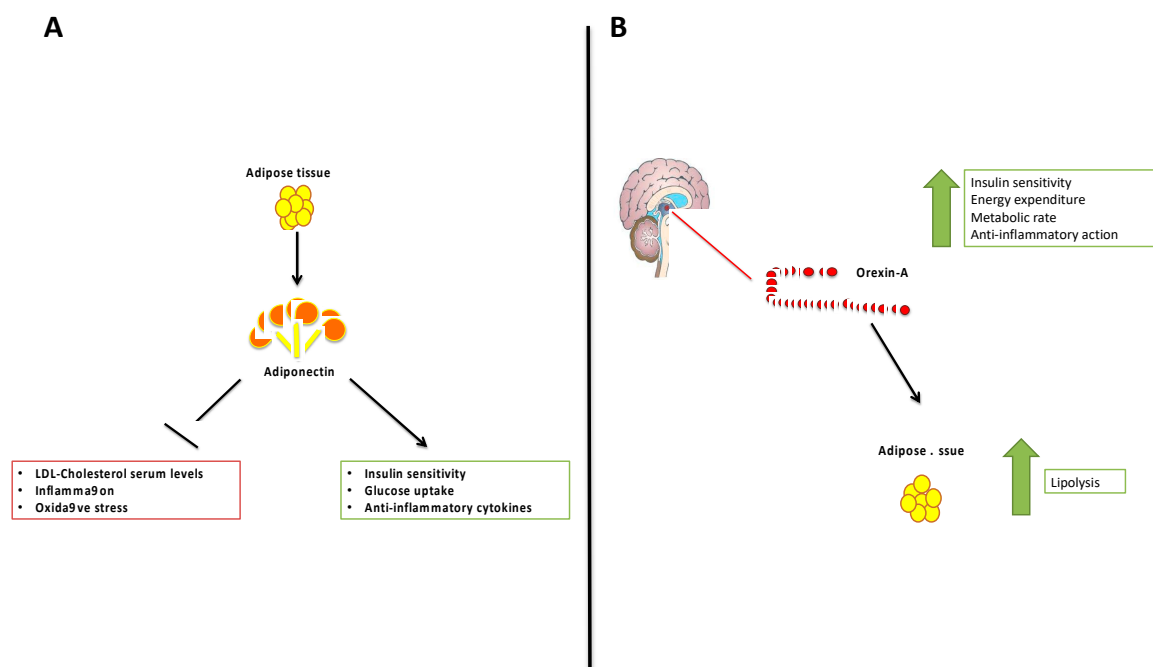 A
Adipose tissue
Adiponectin
• LDL-Cholesterol serum levels
• Inflamma9on
• Oxida9ve stress
• Insulin sensitivity
• Glucose uptake
• Anti-inflammatory cytokines
B
Insulin sensitivity
Energy expenditure
Metabolic rate
Anti-inflammatory action
Orexin-A
Adipose . ssue
Lipolysis